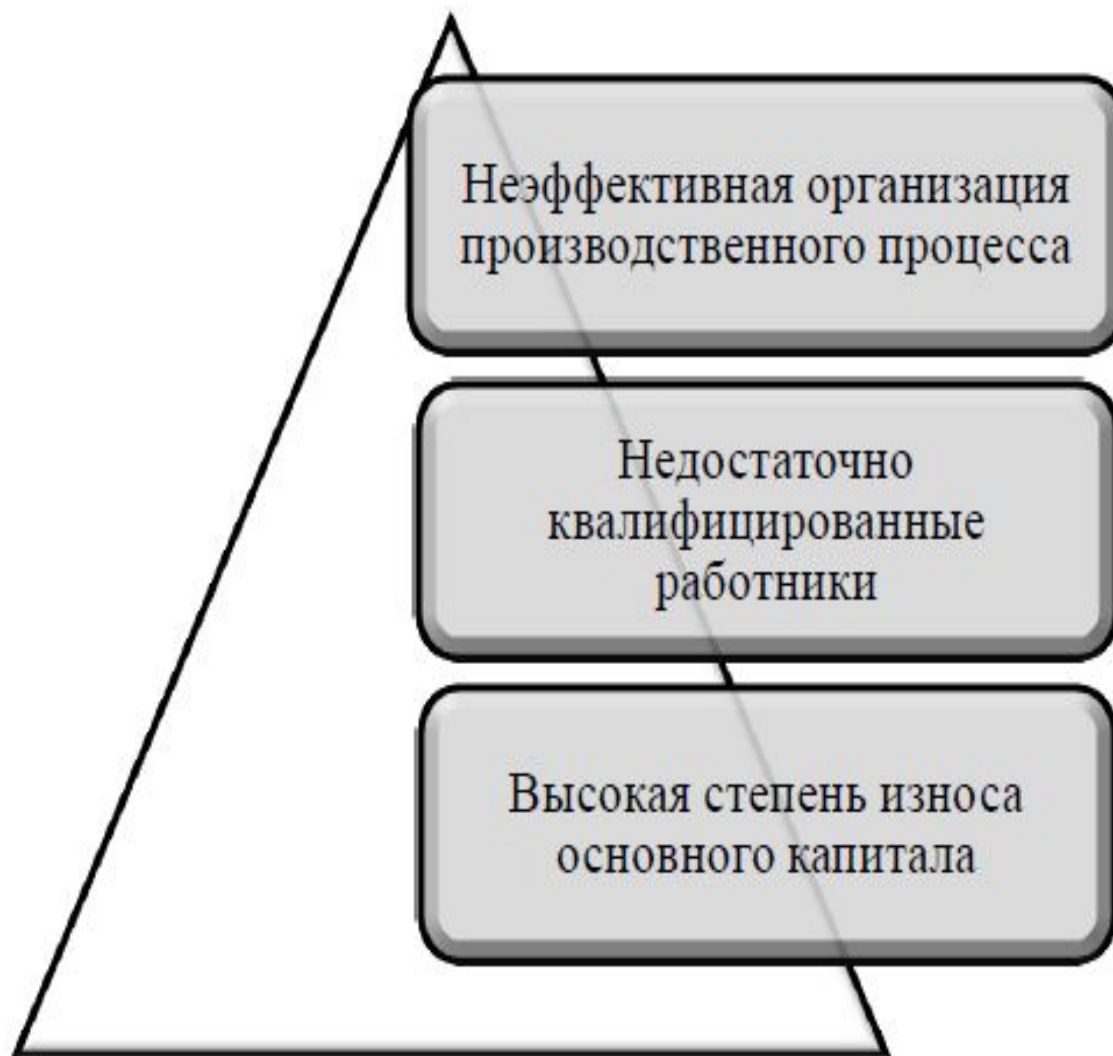 Неэффективная организация
производственного процесса
Недостаточно
квалифицированные
работники
Высокая степень износа
основного капитала